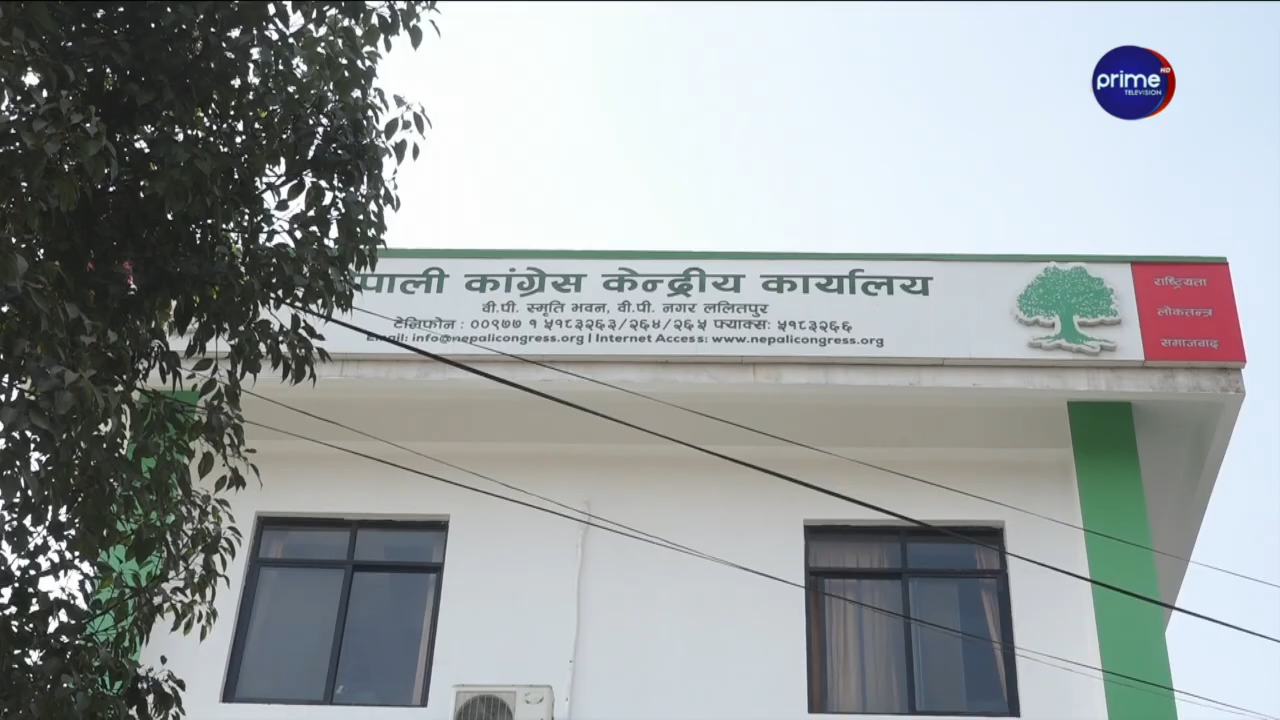 prime HD
TELEVISION
पाली कांग्रेस केन्द्रीय कार्यालय
वी.पी. स्मृति भवन, वी.पी. नगर ललितपुर
टेलिफोन : ००९७७ १ ५१८३२६३/२६४/२६५ फ्याक्स: ५१८३२६६
Email: info@nepalicongress.org | Internet Access: www.nepalicongress.org
राष्ट्रियता
लोकतन्त्र
समाजवाद